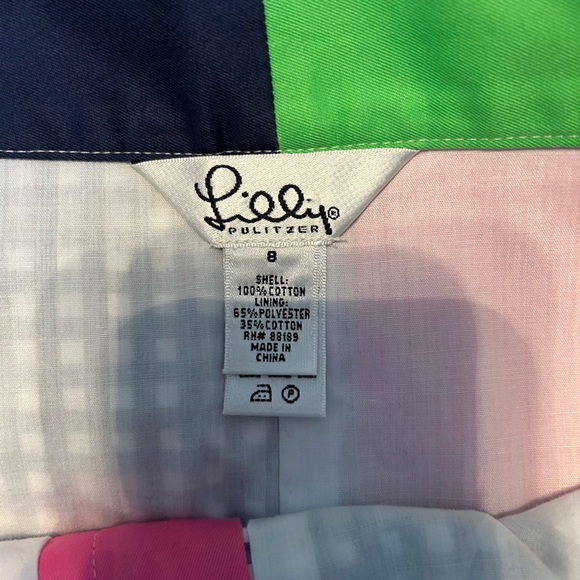 Lilly®
PULITZER
8
SHELL:
100%COTTON
LINING:
65%POLYESTER
35%COTTON
RN# 88189
MADE IN
CHINA
P